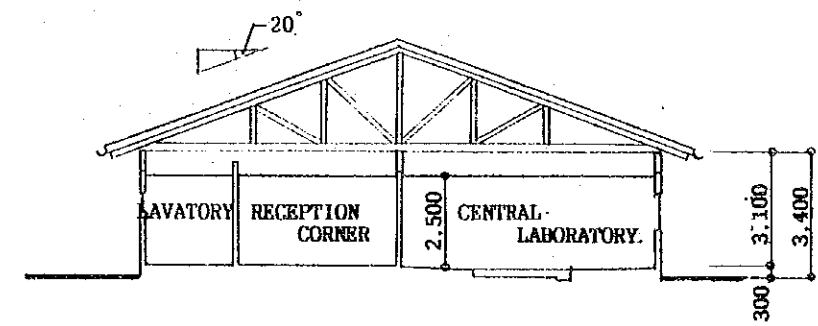 20°
LAVATORY
RECEPTION
CORNER
2.500
CENTRAL
LABORATORY.
3.100
3.400
300